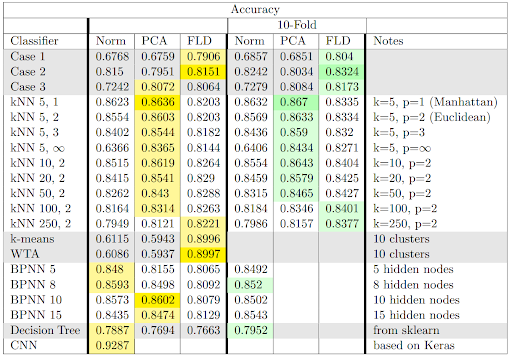 Accuracy
10-Fold
Classifier Norm PCA FLD Norm PCA FLD Notes
Case 1 0.6768 0.6759 0.7906 0.6857 0.6851 0.804
Case 2 0.815 0.7951 0.8151 0.8242 0.8034 0.8324
Case 3 0.7242 0.8072 0.8064 0.7279 0.8084 0.8173
kNN 5, 1 0.8623 0.8636 0.8203 0.8632 0.867 0.8335 k=5, p=1 (Manhattan)
kNN 5, 2 0.8554 0.8603 0.8203 0.8569 0.8633 0.8334 k=5, p=2 (Euclidean)
kNN 5, 3 0.8402 0.8544 0.8182 0.8436 0.859 0.832 k=5, p=3
kNN 5, ∞ 0.6366 0.8365 0.8144 0.6406 0.8434 0.8271 k=5, p=∞
kNN 10, 2 0.8515 0.8619 0.8264 0.8554 0.8643 0.8404 k=10, p=2
kNN 20, 2 0.8415 0.8541 0.829 0.8459 0.8579 0.8425 k=20, p=2
kNN 50, 2 0.8262 0.843 0.8288 0.8315 0.8465 0.8427 k=50, p=2
kNN 100, 2 0.8164 0.8314 0.8263 0.8184 0.8346 0.8401 k=100, p=2
kNN 250, 2 0.7949 0.8121 0.8221 0.7986 0.8157 0.8377 k=250, p=2
k-means 0.6115 0.5943 0.8996 10 clusters
WTA 0.6086 0.5937 0.8997 10 clusters
BPNN 5 0.848 0.8155 0.8065 0.8492 5 hidden nodes
BPNN 8 0.8593 0.8498 0.8092 0.852 8 hidden nodes
BPNN 10 0.8573 0.8602 0.8079 0.8502 10 hidden nodes
BPNN 15 0.8435 0.8474 0.8129 0.8543 15 hidden nodes
Decision Tree 0.7887 0.7694 0.7663 0.7952 from sklearn
CNN 0.9287 based on Keras